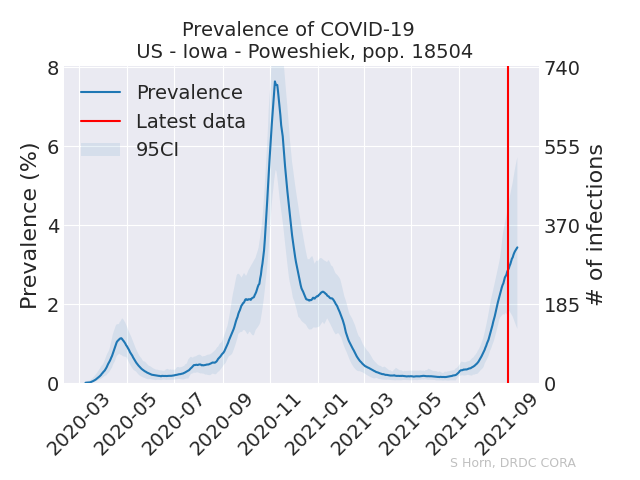 Prevalence of COVID-19
US - Iowa - Poweshiek, pop. 18504
Prevalence
Latest data
95CI
Prevalence (%)
8
6
4
2
0
# of infections
740
555
370
185
0
2020-03
2020-05
2020-07
2020-09
2020-11
2021-01
2021-03
2021-05
2021-07
2021-09
S Horn, DRDC CORA